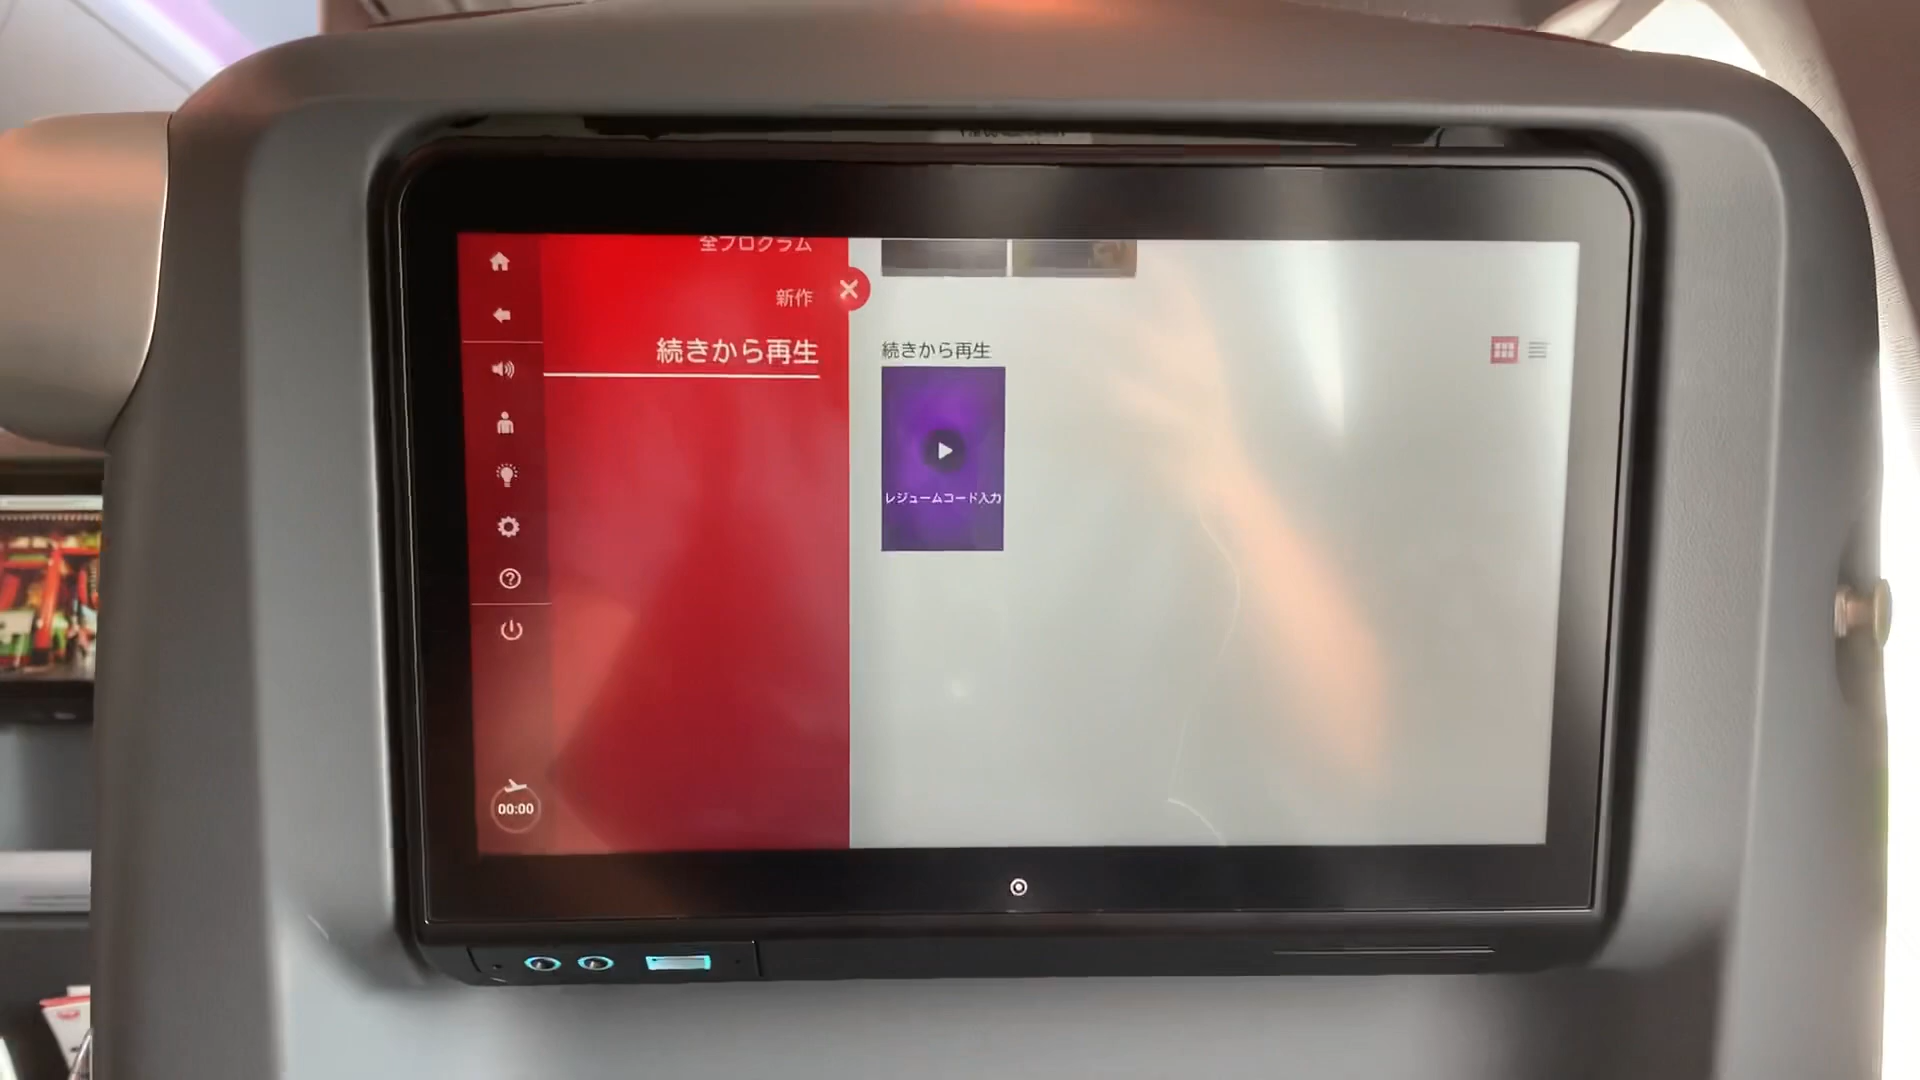 全プログラム
新作
続きから再生
続きから再生
レジュームコード入力
00:00